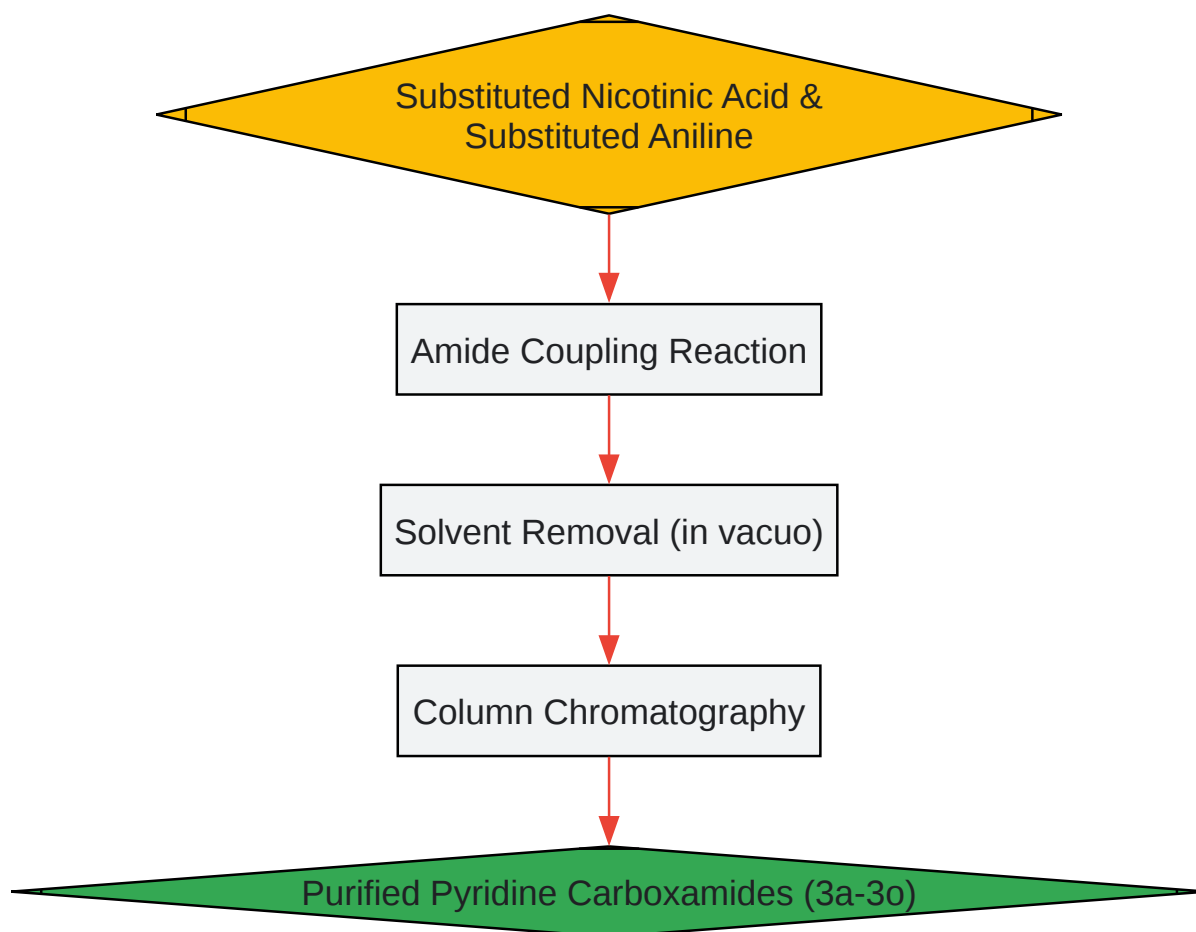 Substituted Nicotinic Acid &
Substituted Aniline
Amide Coupling Reaction
Solvent Removal (in vacuo)
Column Chromatography
Purified Pyridine Carboxamides (3a-3o)